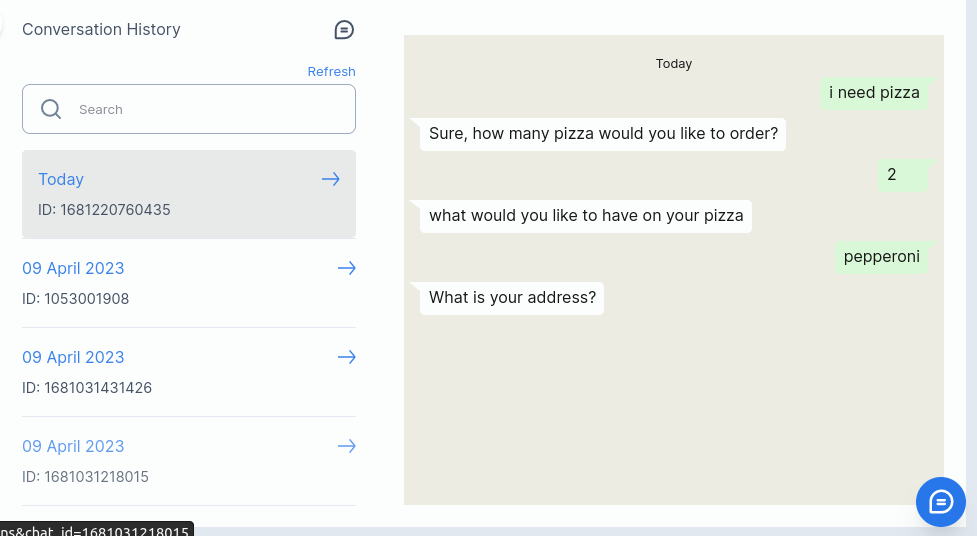 Conversation History
Refresh
Search
Today
ID: 1681220760435
09 April 2023
ID: 1053001908
09 April 2023
ID: 1681031431426
09 April 2023
ID: 1681031218015
ns&chat_id=1681031218015
Today
i need pizza
Sure, how many pizza would you like to order?
2
what would you like to have on your pizza
pepperoni
What is your address?